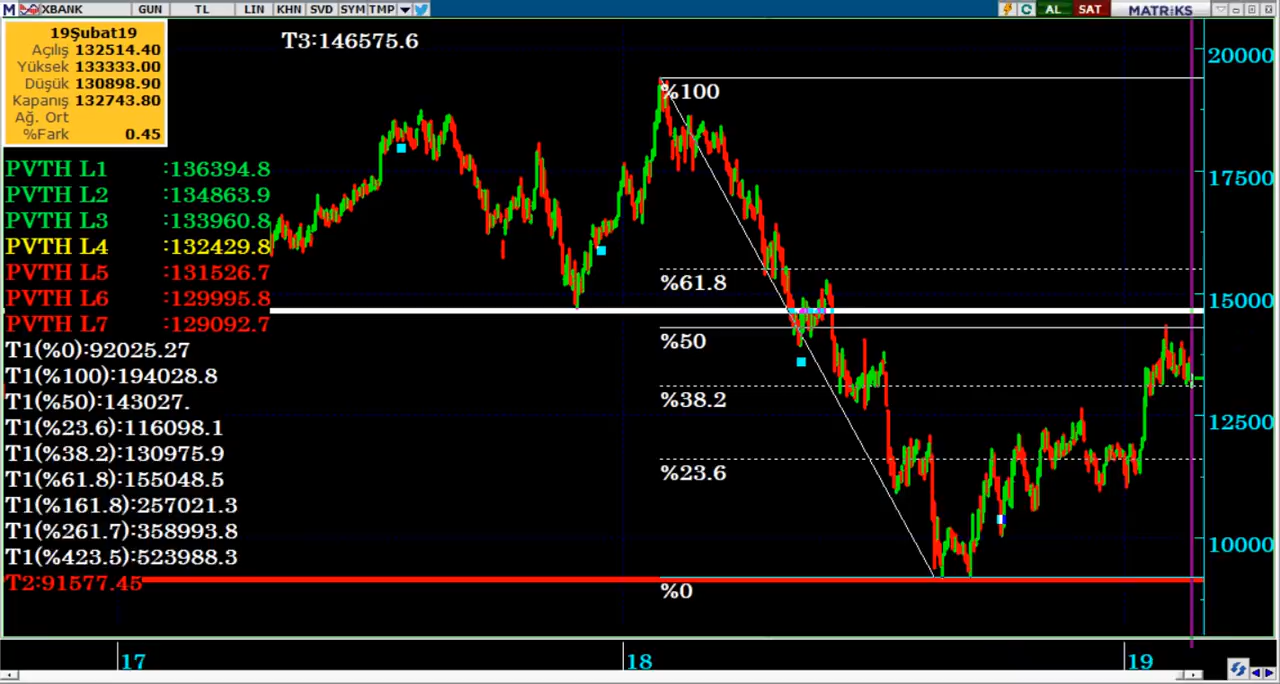 M XBANK GUN TL LIN KHN SVD SYM TMP AL SAT MATRiKS
19Şubat19
Açılış 132514.40
Yüksek 133333.00
Düşük 130898.90
Kapanış 132743.80
Ağ. Ort
%Fark 0.45
T3:146575.6
PVTH L1 :136394.8
PVTH L2 :134863.9
PVTH L3 :133960.8
PVTH L4 :132429.8
PVTH L5 :131526.7
PVTH L6 :129995.8
PVTH L7 :129092.7
T1(%0):92025.27
T1(%100):194028.8
T1(%50):143027.
T1(%23.6):116098.1
T1(%38.2):130975.9
T1(%61.8):155048.5
T1(%161.8):257021.3
T1(%261.7):358993.8
T1(%423.5):523988.3
T2:91577.45
%100
%61.8
%50
%38.2
%23.6
%0
20000
17500
15000
12500
10000
17 18 19